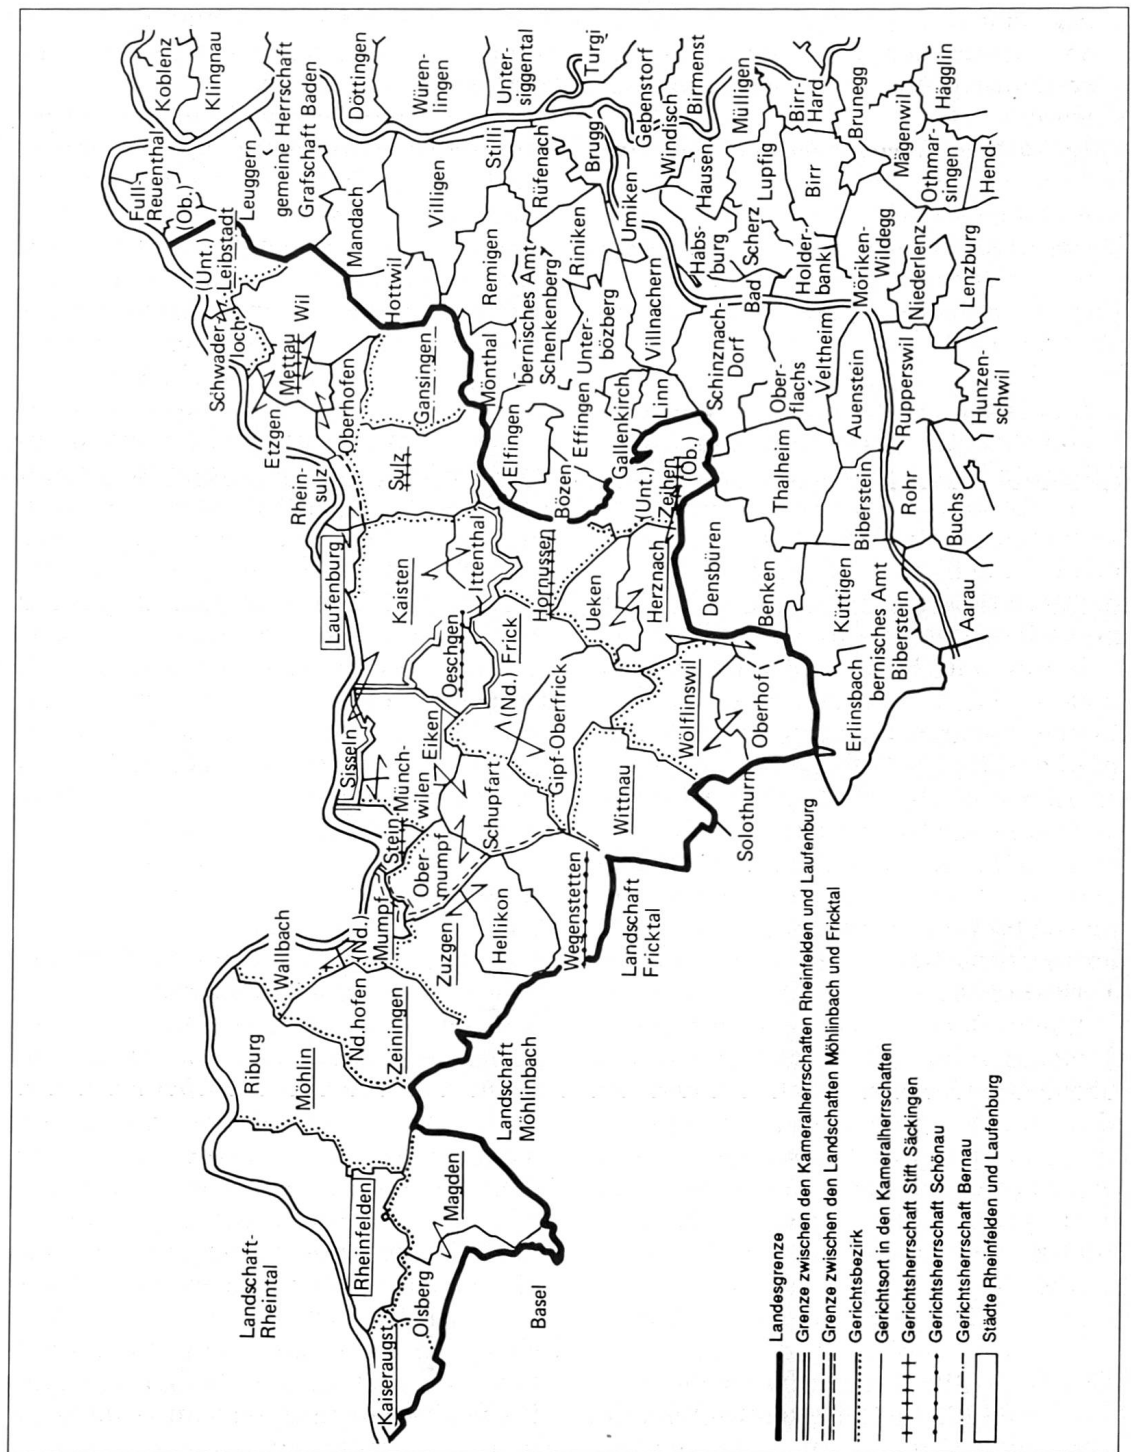 Koblenz
Klingnau
Full-
Reuenthal
(Ob.)
Leuggern
gemeine Herrschaft
Grafschaft Baden
Döttingen
Würen-
lingen
Unter-
siggental
Turgi
Gebenstorf
Windisch
Birmenst
Mülligen
Birr-
Hard
Brunegg
Mägenwil
Hägglin
Othmar-
singen
Hend-
(Unt.)
Leibstadt
Mandach
Villigen
Stilli
Rüfenach
Brugg
Umiken
Hausen
Lupfig
Birr
Schwader-
loch
Wil
Hottwil
Remigen
bernisches Amt
Schenkenberg
Riniken
Unter-
bözberg
Villnachern
Habs-
burg
Scherz
Holder-
bank
Möriken-
Wildegg
Niederlenz
Lenzburg
Etzgen
Mettau
Oberhofen
Gansingen
Mönthal
Elfingen
Effingen
Gallenkirch
Linn
Schinznach-
Dorf
Bad
Ober-
flachs
Veltheim
Auenstein
Rupperswil
Hunzen-
schwil
Rhein-
sulz
Sulz
Bözen
(Unt.)
Zeihen
(Ob.)
Thalheim
Biberstein
Rohr
Buchs
Laufenburg
Kaisten
Ittenthal
Hornussen
Ueken
Herznach
Densbüren
Benken
Küttigen
bernisches Amt
Biberstein
Aarau
Sisseln
Eiken
Oeschgen
(Nd.) Frick
Gipf-Oberfrick
Wölflinswil
Oberhof
Erlinsbach
Stein
Münch-
wilen
Ober-
mumpf
Schupfart
Wittnau
Solothurn
Wallbach
(Nd.)
Mumpf
Zuzgen
Hellikon
Wegenstetten
Landschaft
Fricktal
Riburg
Möhlin
Nd.hofen
Zeiningen
Landschaft
Möhlinbach
Landschaft-
Rheintal
Rheinfelden
Magden
Kaiseraugst
Olsberg
Basel
Landesgrenze
Grenze zwischen den Kameralherrschaften Rheinfelden und Laufenburg
Grenze zwischen den Landschaften Möhlinbach und Fricktal
Gerichtsbezirk
Gerichtsort in den Kameralherrschaften
Gerichtsherrschaft Stift Säckingen
Gerichtsherrschaft Schönau
Gerichtsherrschaft Bernau
Städte Rheinfelden und Laufenburg